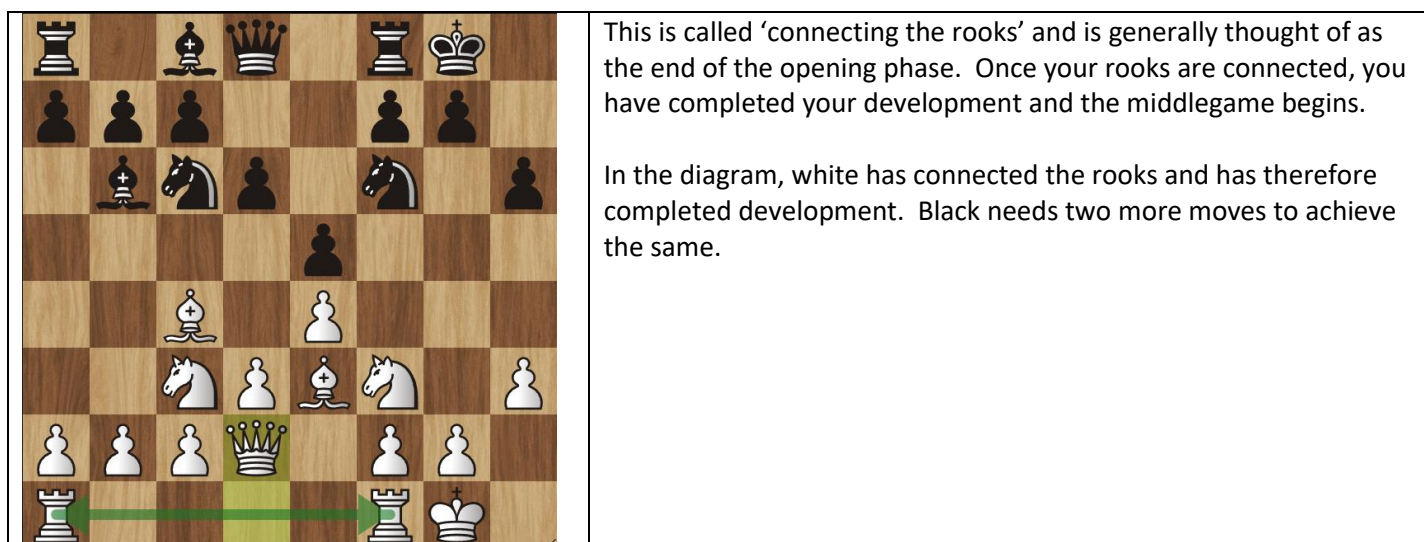 This is called ‘connecting the rooks’ and is generally thought of as
the end of the opening phase.  Once your rooks are connected, you
have completed your development and the middlegame begins.
In the diagram, white has connected the rooks and has therefore
completed development.  Black needs two more moves to achieve
the same.